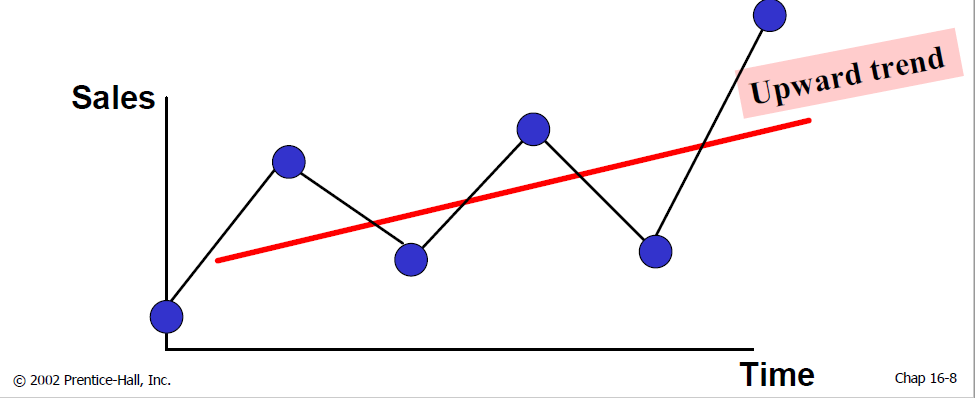 Upward trend
Sales
Time
© 2002 Prentice-Hall, Inc.
Chap 16-8